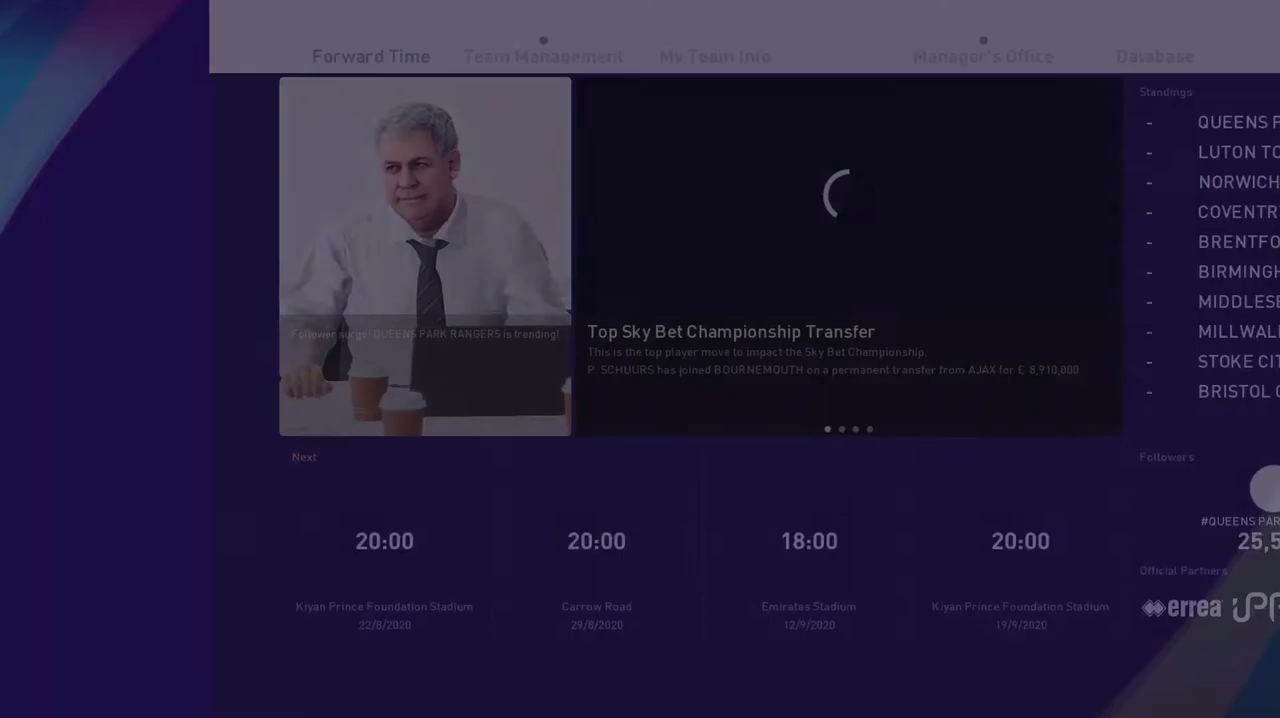 Forward Time
Team Management
My Team Info
Manager's Office
Database
Follower surge! QUEENS PARK RANGERS is trending!
Top Sky Bet Championship Transfer
This is the top player move to impact the Sky Bet Championship.
P. SCHUURS has joined BOURNEMOUTH on a permanent transfer from AJAX for £ 8,910,000
Standings
- QUEENS P
- LUTON TO
- NORWICH
- COVENTRY
- BRENTFO
- BIRMINGH
- MIDDLESB
- MILLWALL
- STOKE CIT
- BRISTOL C
Next
20:00
Kiyan Prince Foundation Stadium
22/8/2020
20:00
Carrow Road
29/8/2020
18:00
Emirates Stadium
12/9/2020
20:00
Kiyan Prince Foundation Stadium
19/9/2020
Followers
#QUEENS PAR
25,5
Official Partners
errea